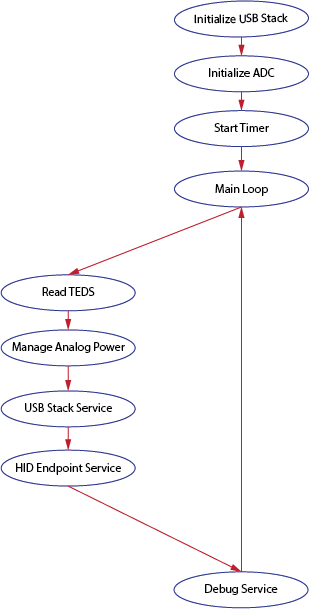 Initialize USB Stack
Initialize ADC
Start Timer
Main Loop
Read TEDS
Manage Analog Power
USB Stack Service
HID Endpoint Service
Debug Service